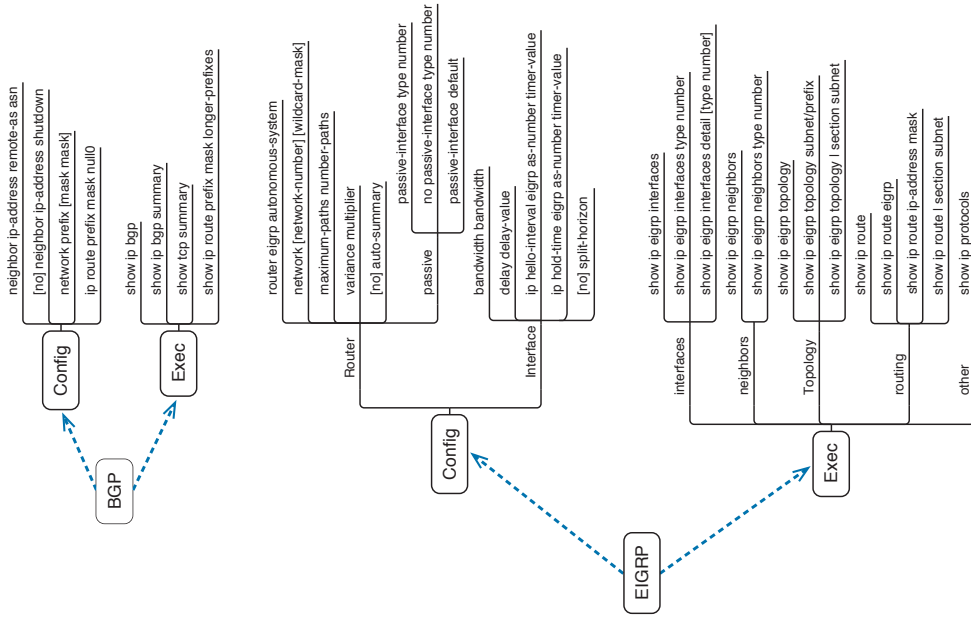 BGP
Config
neighbor ip-address remote-as asn
[no] neighbor ip-address shutdown
network prefix [mask mask]
ip route prefix mask null0
Exec
show ip bgp
show ip bgp summary
show tcp summary
show ip route prefix mask longer-prefixes
EIGRP
Config
Router
router eigrp autonomous-system
network [network-number] [wildcard-mask]
maximum-paths number-paths
variance multiplier
[no] auto-summary
passive
passive-interface type number
no passive-interface type number
passive-interface default
Interface
bandwidth bandwidth
delay delay-value
ip hello-interval eigrp as-number timer-value
ip hold-time eigrp as-number timer-value
[no] split-horizon
Exec
interfaces
show ip eigrp interfaces
show ip eigrp interfaces type number
show ip eigrp interfaces detail [type number]
neighbors
show ip eigrp neighbors
show ip eigrp neighbors type number
Topology
show ip eigrp topology
show ip eigrp topology subnet/prefix
show ip eigrp topology | section subnet
routing
show ip route
show ip route eigrp
show ip route ip-address mask
show ip route | section subnet
other
show ip protocols